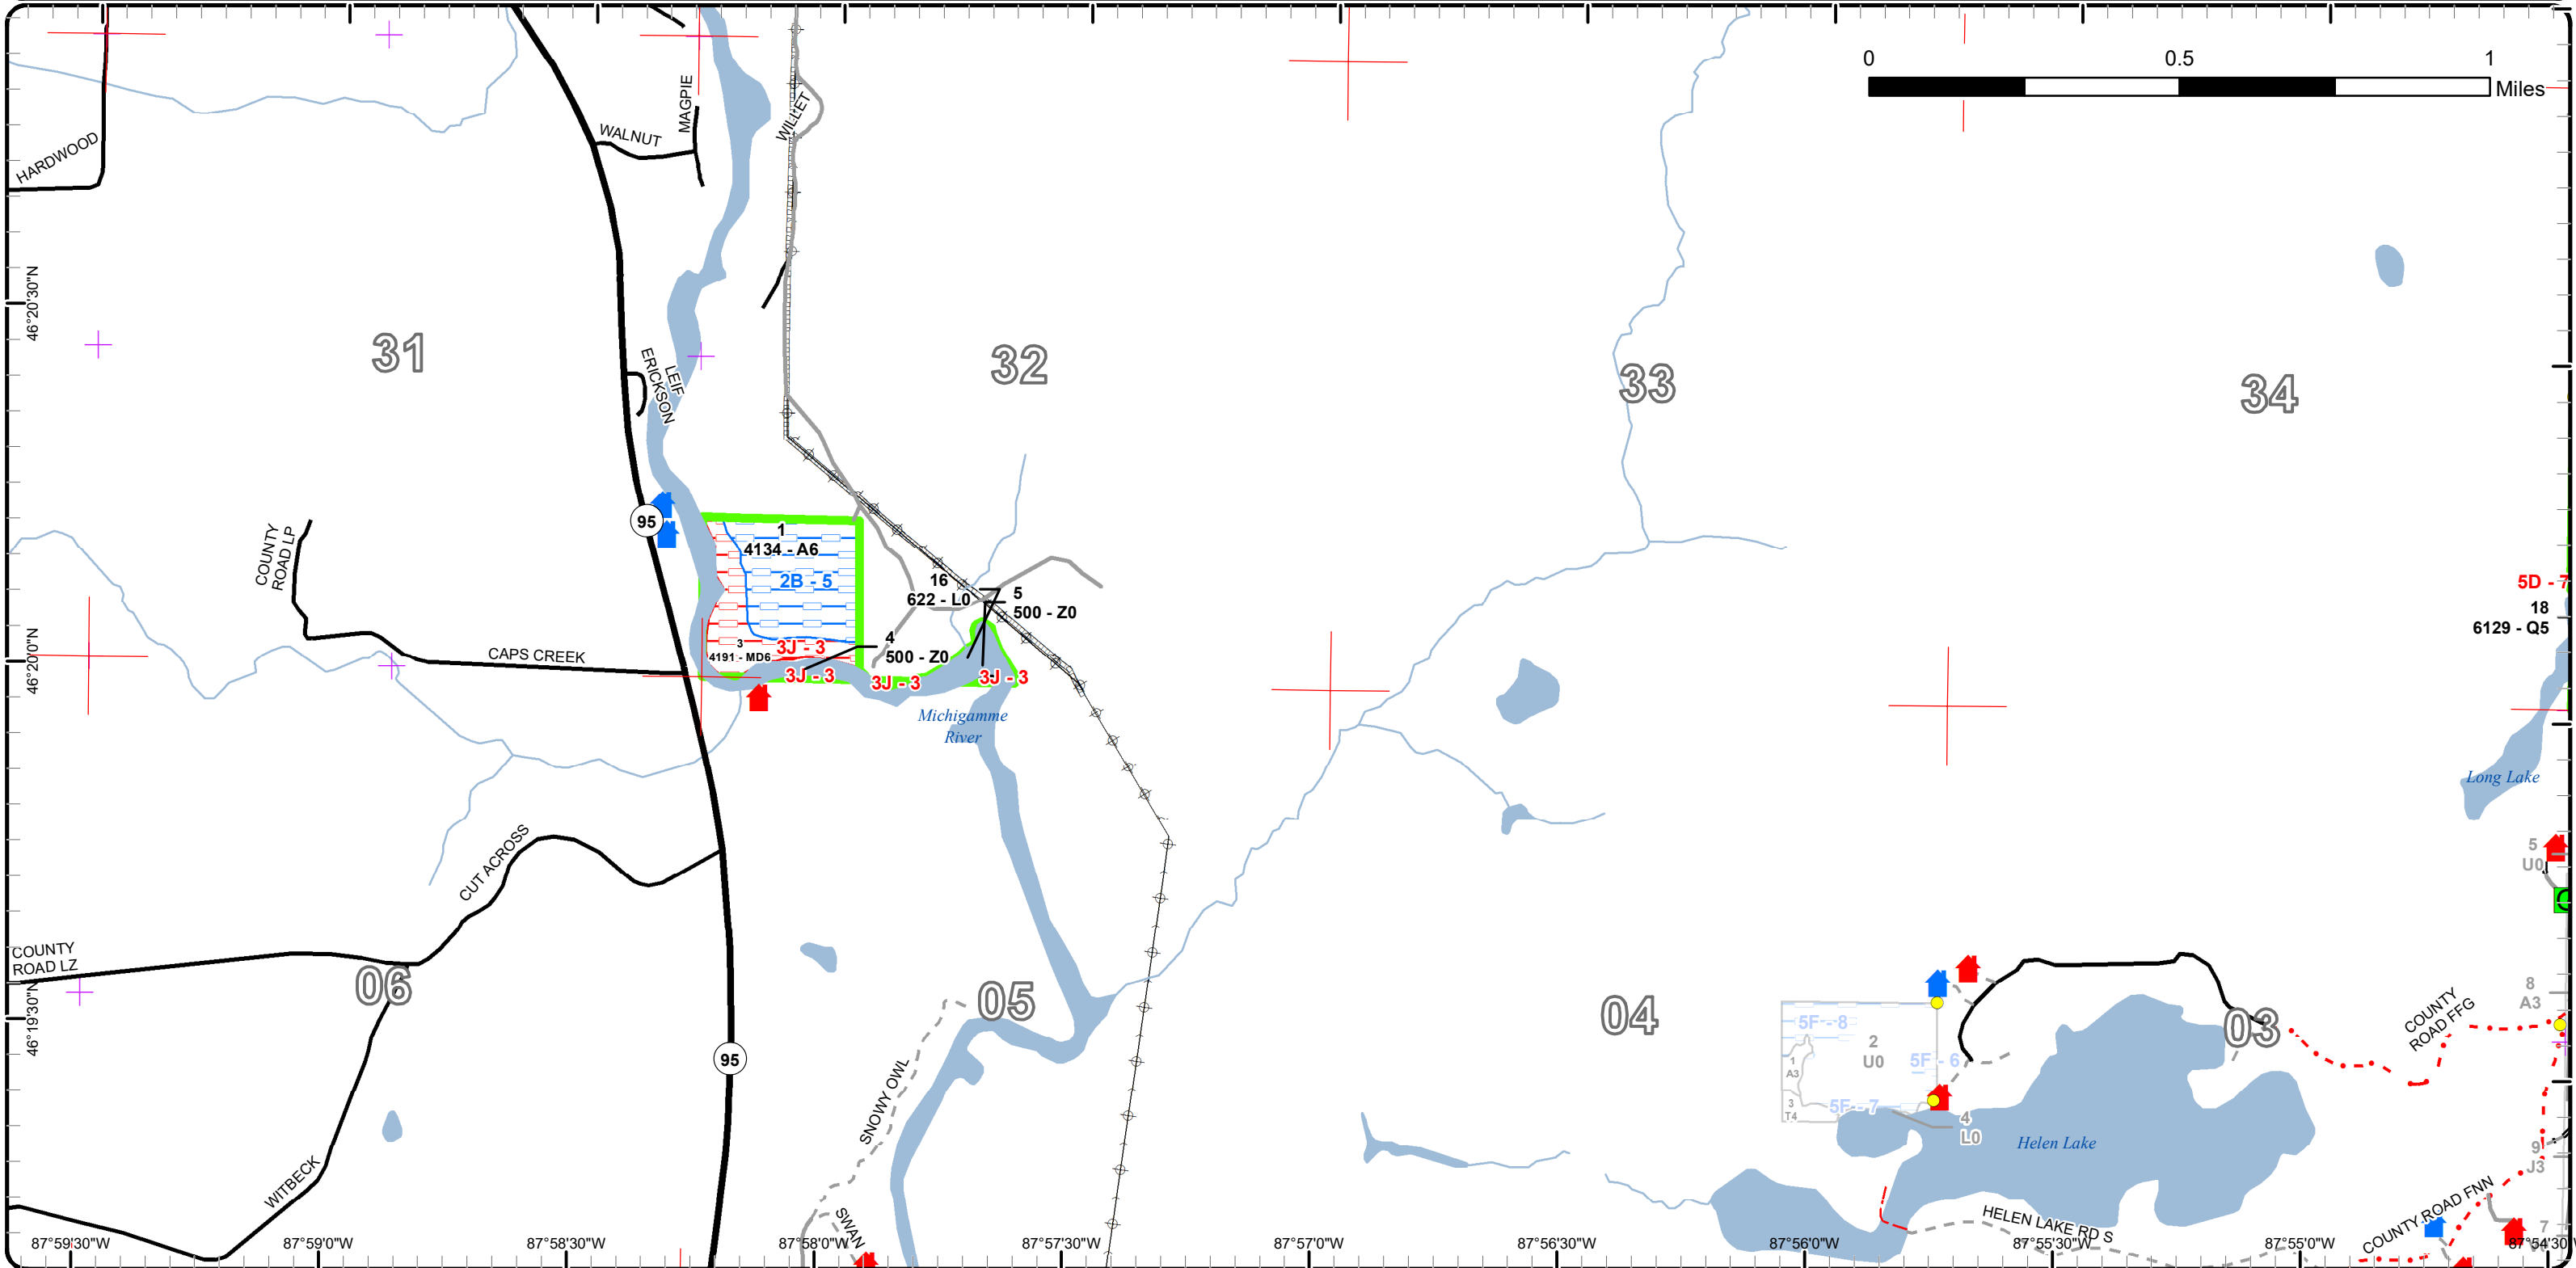 0 0.5 1
Miles
HARDWOOD
WALNUT
MAGPIE
WILLET
46°20'30"N
31
32
33
34
LEIF
ERICKSON
95
COUNTY
ROAD LP
1
4134 - A6
2B - 5
16
622 - L0
5
500 - Z0
5D - 7
18
6129 - Q5
46°20'0"N
CAPS CREEK
3
4191 - MD6
3J - 3
4
500 - Z0
3J - 3
3J - 3
3J - 3
Michigamme
River
Long Lake
CUT ACROSS
5
U0
COUNTY
ROAD LZ
06
05
04
03
46°19'30"N
95
SNOWY OWL
5F - 8
2
U0
5F - 6
1
A3
3
T4
5F - 7
4
L0
Helen Lake
COUNTY
ROAD FFG
8
A3
9
J3
WITBECK
SWAN
HELEN LAKE RD S
COUNTY ROAD FNN
7
87°59'30"W 87°59'0"W 87°58'30"W 87°58'0"W 87°57'30"W 87°57'0"W 87°56'30"W 87°56'0"W 87°55'30"W 87°55'0"W 87°54'30"